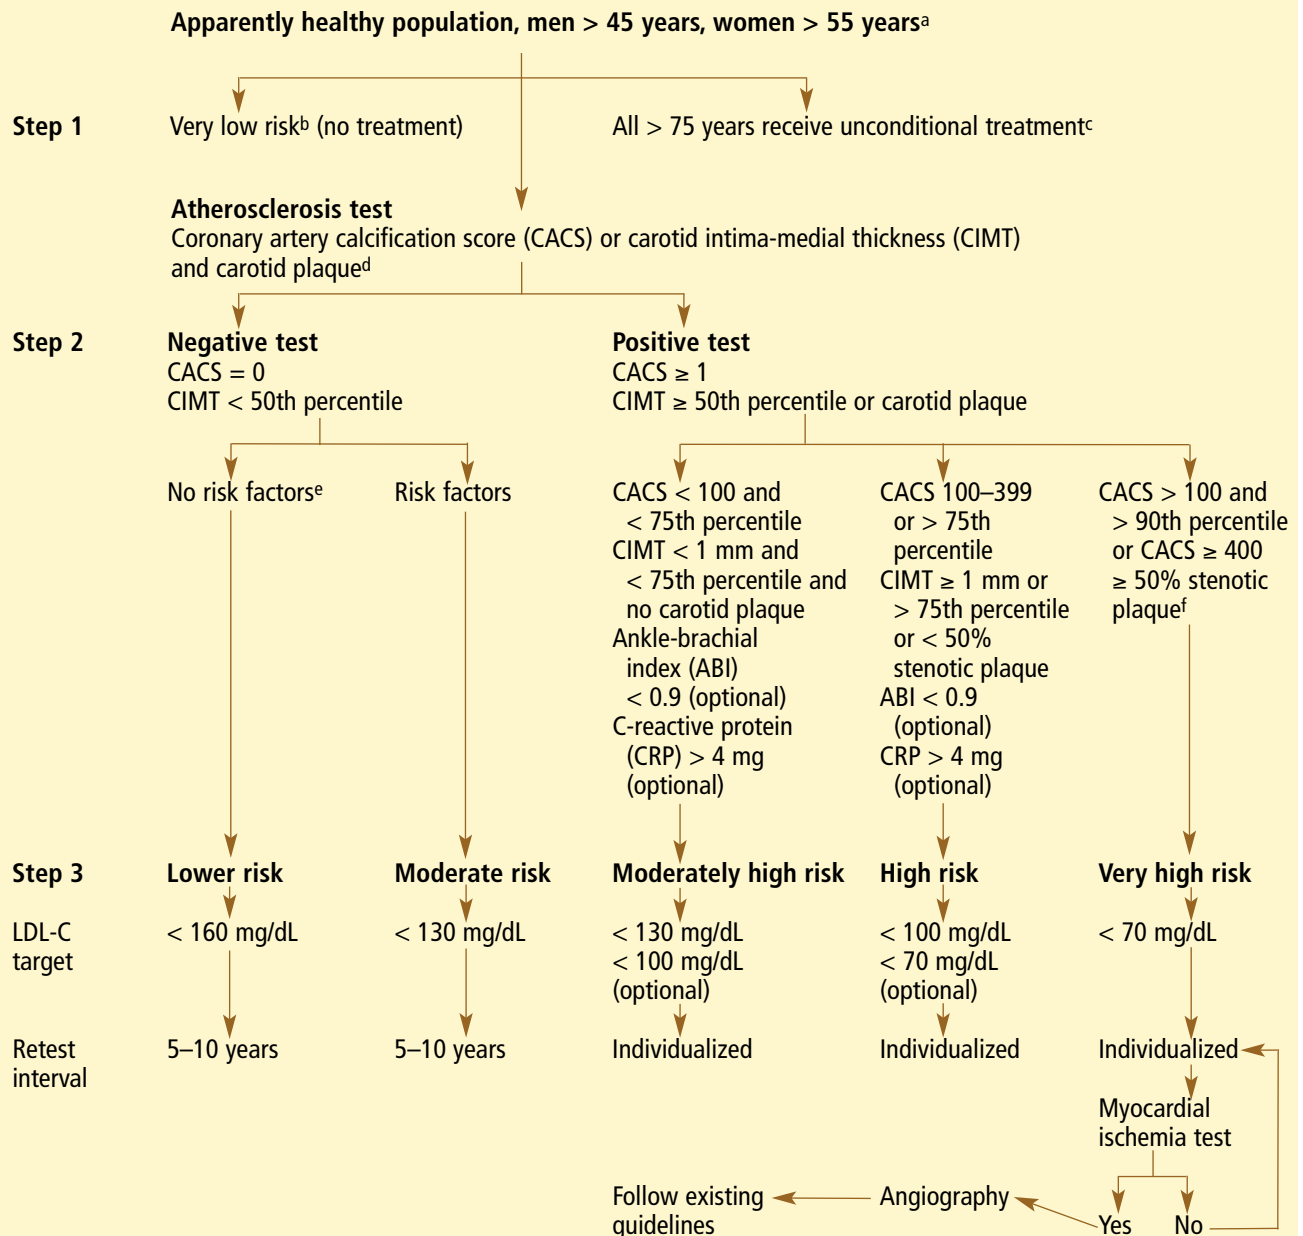 Apparently healthy population, men > 45 years, women > 55 yearsa
Step 1
Very low riskb (no treatment)
All > 75 years receive unconditional treatmentc
Atherosclerosis test
Coronary artery calcification score (CACS) or carotid intima-medial thickness (CIMT)
and carotid plaqued
Step 2
Negative test
CACS = 0
CIMT < 50th percentile
Positive test
CACS ≥ 1
CIMT ≥ 50th percentile or carotid plaque
No risk factorse
Risk factors
CACS < 100 and
< 75th percentile
CIMT < 1 mm and
< 75th percentile and
no carotid plaque
Ankle-brachial
index (ABI)
< 0.9 (optional)
C-reactive protein
(CRP) > 4 mg
(optional)
CACS 100–399
or > 75th
percentile
CIMT ≥ 1 mm or
> 75th percentile
or < 50%
stenotic plaque
ABI < 0.9
(optional)
CRP > 4 mg
(optional)
CACS > 100 and
> 90th percentile
or CACS ≥ 400
≥ 50% stenotic
plaquef
Step 3
Lower risk
Moderate risk
Moderately high risk
High risk
Very high risk
LDL-C
target
< 160 mg/dL
< 130 mg/dL
< 130 mg/dL
< 100 mg/dL
(optional)
< 100 mg/dL
< 70 mg/dL
(optional)
< 70 mg/dL
Retest
interval
5–10 years
5–10 years
Individualized
Individualized
Individualized
Myocardial
ischemia test
Follow existing
guidelines
Angiography
Yes
No